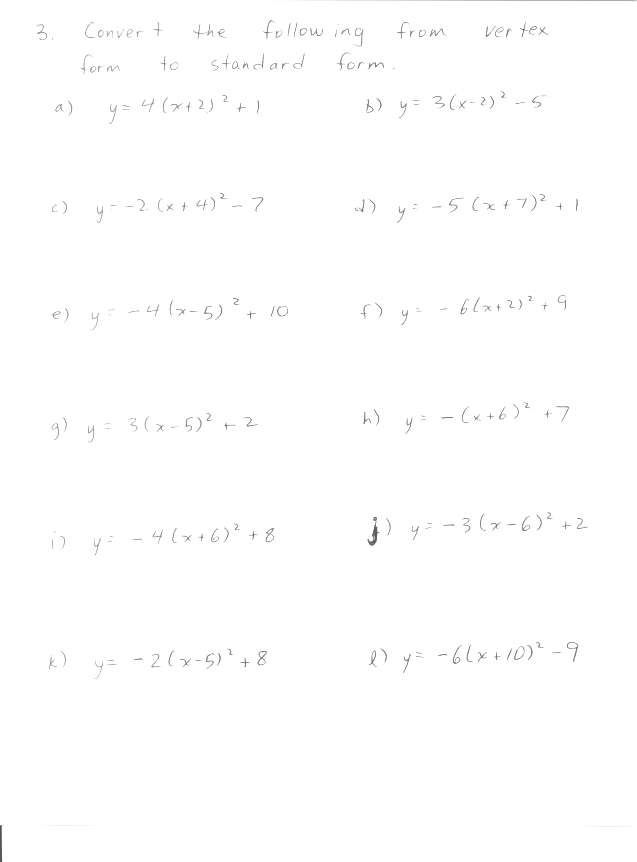 3. Convert the following from vertex
form to standard form.
a) y = 4(x+2)² + 1
b) y = 3(x-2)² - 5
c) y = -2(x+4)² - 7
d) y = -5(x+7)² + 1
e) y = -4(x-5)² + 10
f) y = -6(x+2)² + 9
g) y = 3(x-5)² + 2
h) y = -(x+6)² + 7
i) y = -4(x+6)² + 8
j) y = -3(x-6)² + 2
k) y = -2(x-5)² + 8
l) y = -6(x+10)² - 9